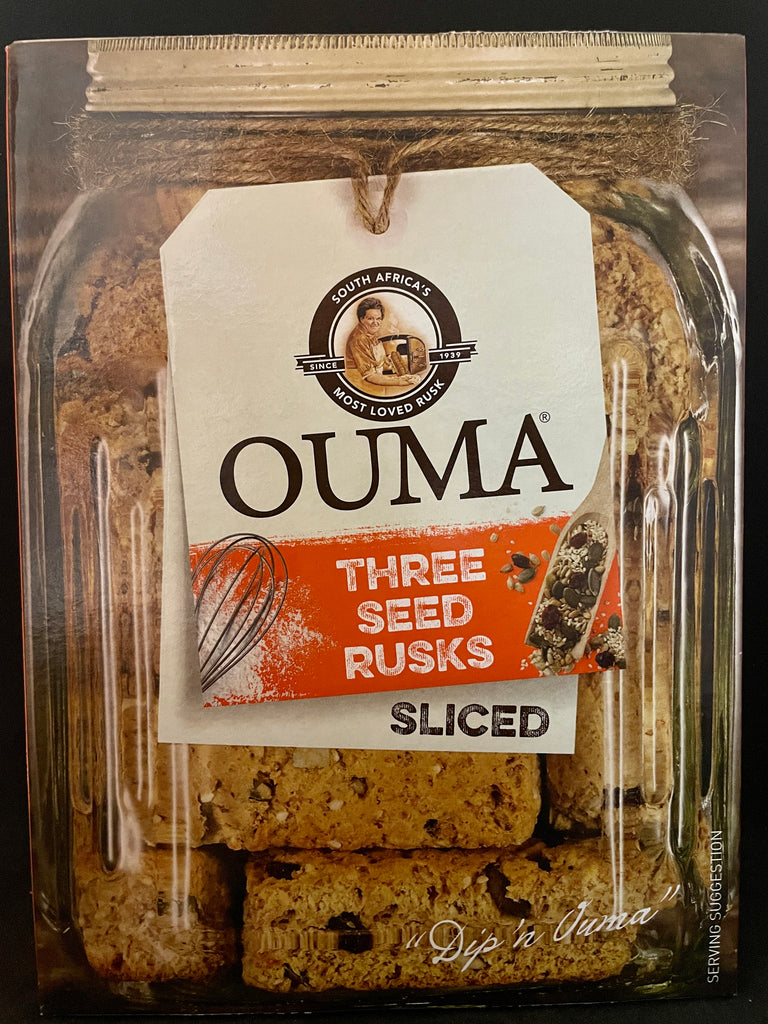 SOUTH AFRICA'S
SINCE 1939
MOST LOVED RUSK
OUMA®
THREE
SEED
RUSKS
SLICED
"Dip 'n Ouma"
SERVING SUGGESTION